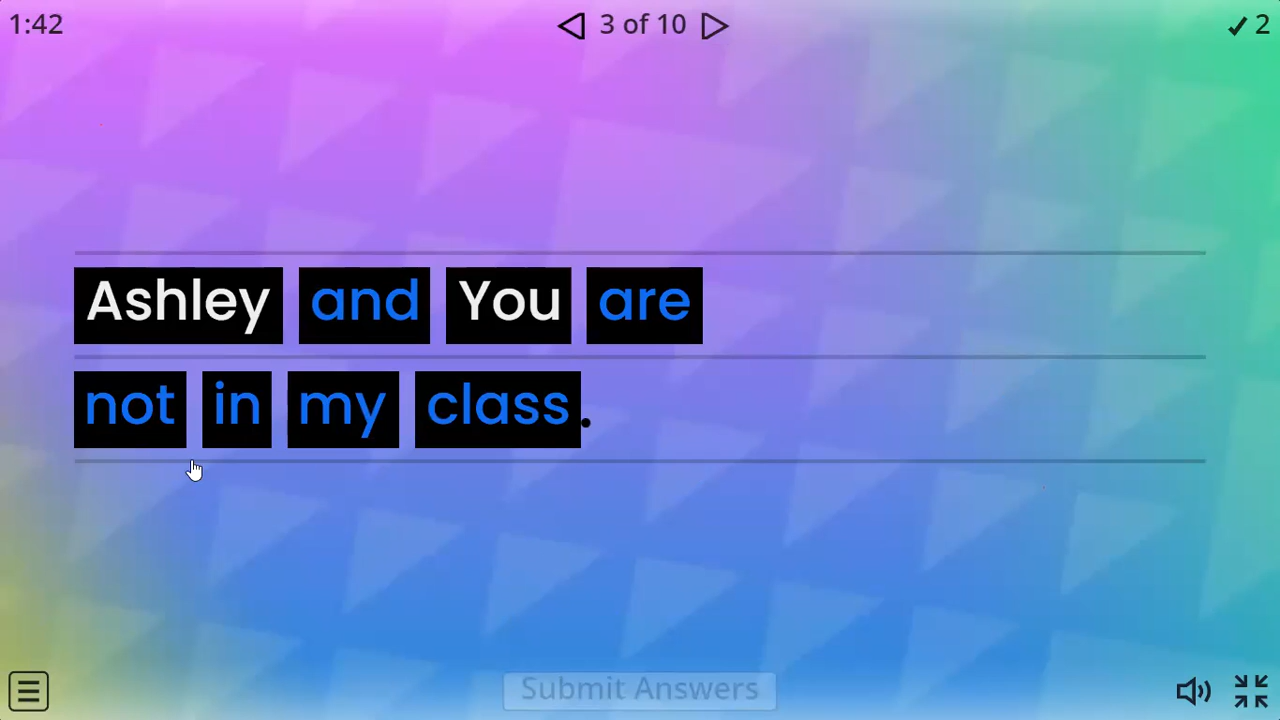 1:42
3 of 10
✓ 2
Ashley and You are
not in my class.
Submit Answers